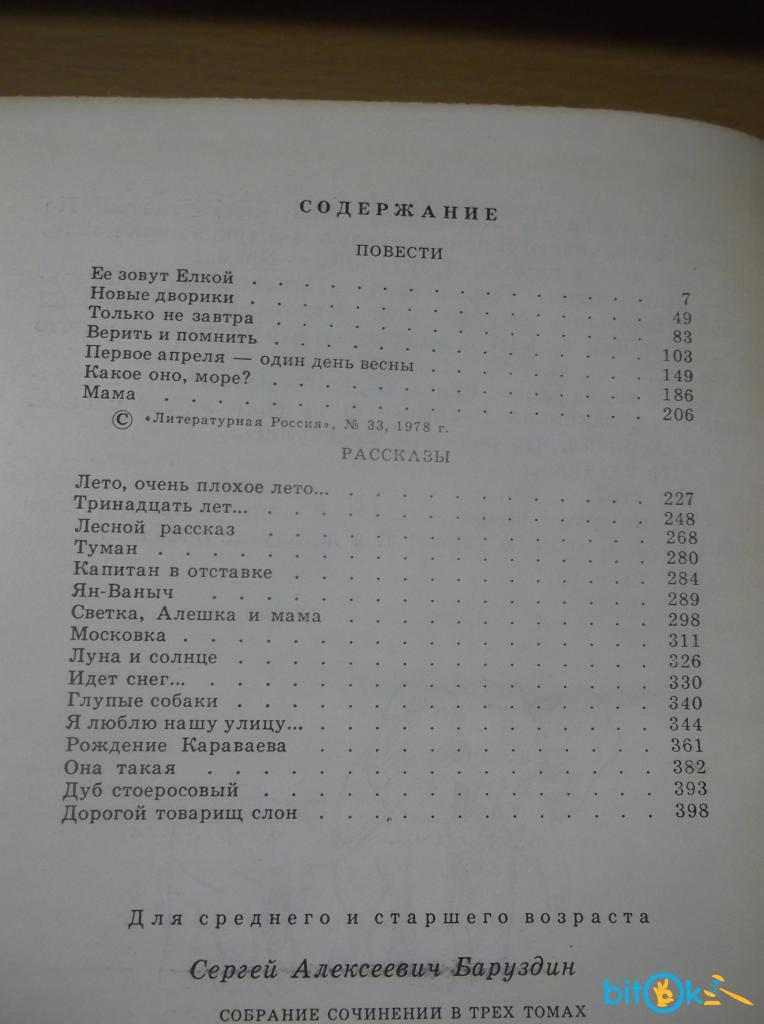 СОДЕРЖАНИЕ
ПОВЕСТИ
Ее зовут Елкой . . . . . . . . . . . . . . . . . 7
Новые дворики . . . . . . . . . . . . . . . . . 49
Только не завтра . . . . . . . . . . . . . . . . 83
Верить и помнить . . . . . . . . . . . . . . . . 103
Первое апреля — один день весны . . . . . . . . . 149
Какое оно, море? . . . . . . . . . . . . . . . . 186
Мама . . . . . . . . . . . . . . . . . . . . 206
© «Литературная Россия», № 33, 1978 г.
РАССКАЗЫ
Лето, очень плохое лето... . . . . . . . . . . . . . 227
Тринадцать лет... . . . . . . . . . . . . . . . . 248
Лесной рассказ . . . . . . . . . . . . . . . . 268
Туман . . . . . . . . . . . . . . . . . . . . 280
Капитан в отставке . . . . . . . . . . . . . . . 284
Ян-Ваныч . . . . . . . . . . . . . . . . . . 289
Светка, Алешка и мама . . . . . . . . . . . . . 298
Московка . . . . . . . . . . . . . . . . . . . 311
Луна и солнце . . . . . . . . . . . . . . . . . 326
Идет снег... . . . . . . . . . . . . . . . . . . 330
Глупые собаки . . . . . . . . . . . . . . . . . 340
Я люблю нашу улицу... . . . . . . . . . . . . . . 344
Рождение Караваева . . . . . . . . . . . . . . 361
Она такая . . . . . . . . . . . . . . . . . . 382
Дуб стоеросовый . . . . . . . . . . . . . . . . 393
Дорогой товарищ слон . . . . . . . . . . . . . . 398
Для среднего и старшего возраста
Сергей Алексеевич Баруздин
СОБРАНИЕ СОЧИНЕНИЙ В ТРЕХ ТОМАХ
bitOk